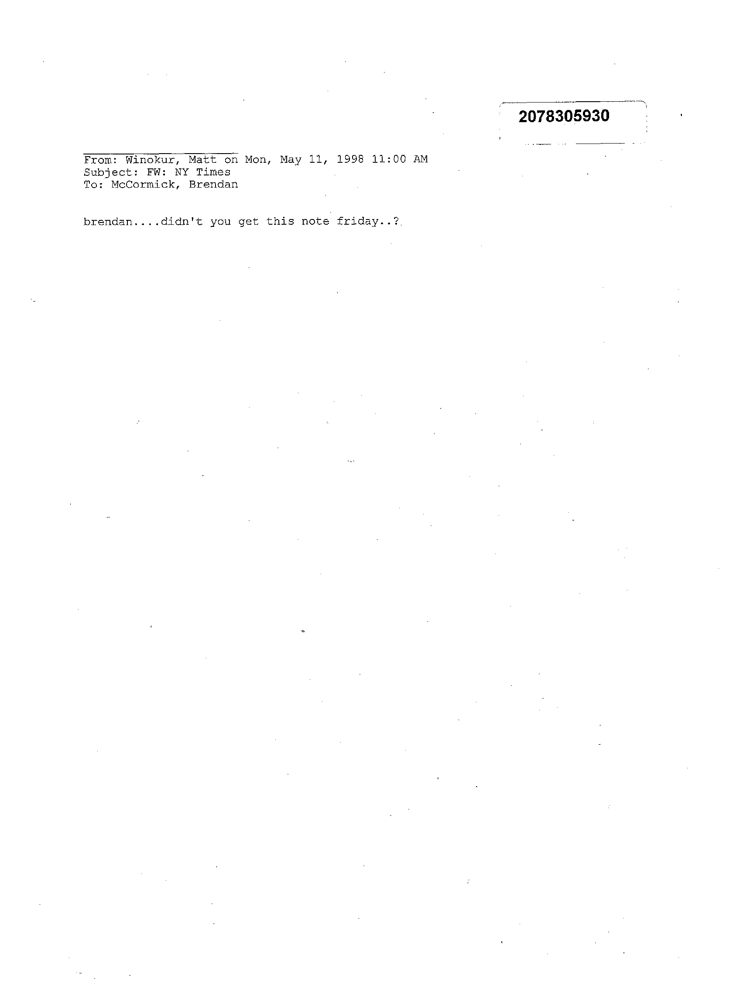 2078305930
From: Winokur, Matt on Mon, May 11, 1998 11:00 AM
Subject: FW: NY Times
To: McCormick, Brendan
brendan....didn't you get this note friday..?